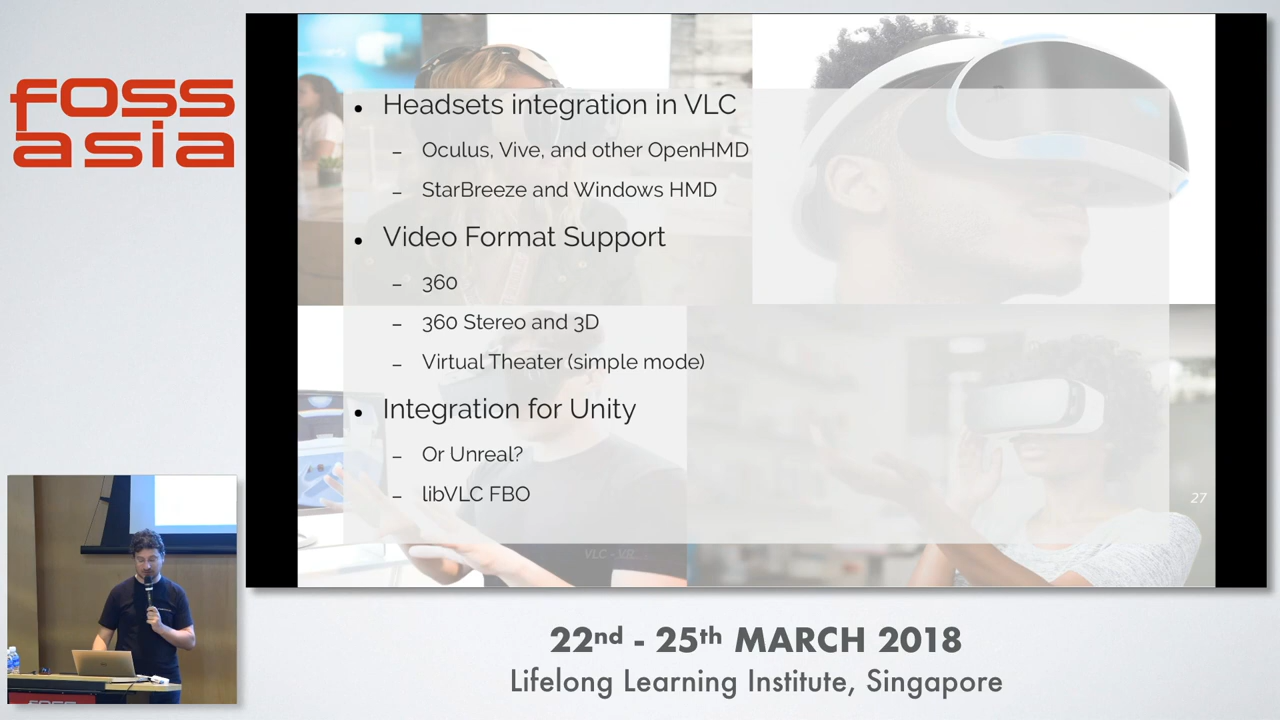 FOSS
asia
• Headsets integration in VLC
– Oculus, Vive, and other OpenHMD
– StarBreeze and Windows HMD
• Video Format Support
– 360
– 360 Stereo and 3D
– Virtual Theater (simple mode)
• Integration for Unity
– Or Unreal?
– libVLC FBO
27
VLC - VR
22nd - 25th MARCH 2018
Lifelong Learning Institute, Singapore